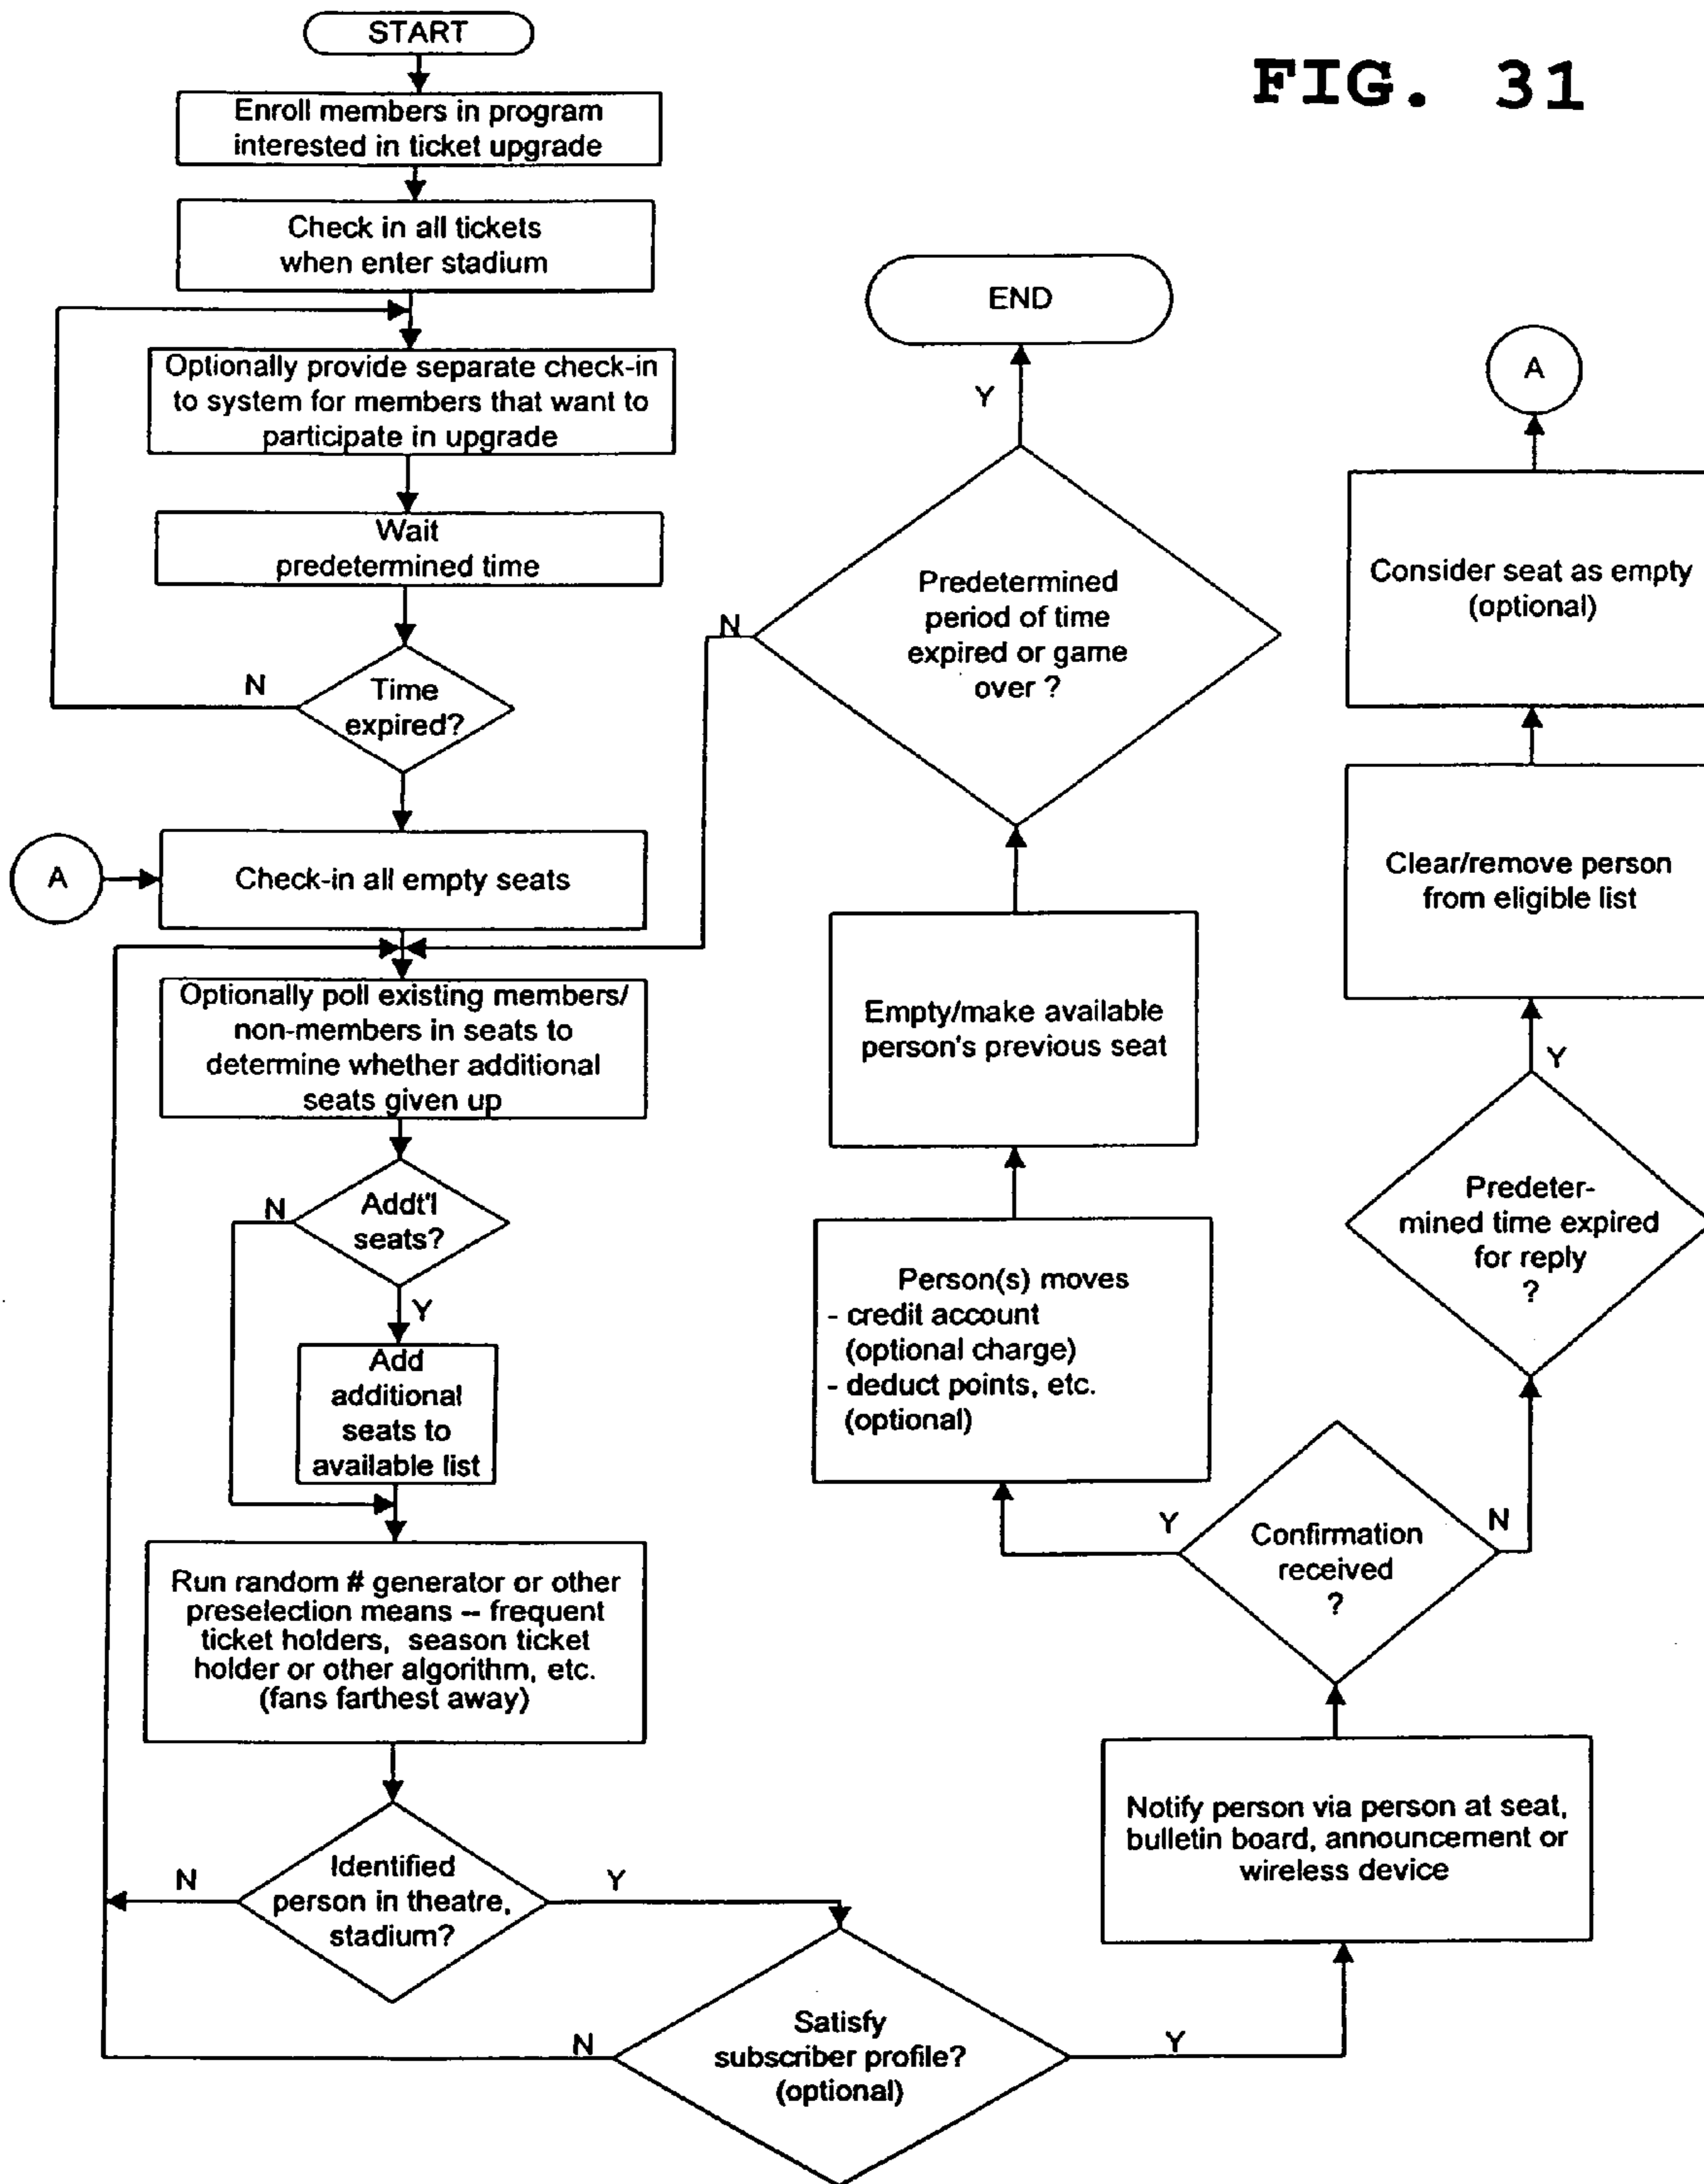 FIG. 31
START
Enroll members in program
interested in ticket upgrade
Check in all tickets
when enter stadium
Optionally provide separate check-in
to system for members that want to
participate in upgrade
Wait
predetermined time
N
Time
expired?
A
Check-in all empty seats
Optionally poll existing members/
non-members in seats to
determine whether additional
seats given up
N
Addt'l
seats?
Y
Add
additional
seats to
available list
Run random # generator or other
preselection means -- frequent
ticket holders, season ticket
holder or other algorithm, etc.
(fans farthest away)
N
Identified
person in theatre,
stadium?
Y
N
Satisfy
subscriber profile?
(optional)
Y
Notify person via person at seat,
bulletin board, announcement or
wireless device
Y
Confirmation
received
?
N
Person(s) moves
- credit account
(optional charge)
- deduct points, etc.
(optional)
Empty/make available
person's previous seat
N
Predetermined
period of time
expired or game
over ?
Y
END
Predeter-
mined time expired
for reply
?
Y
Clear/remove person
from eligible list
Consider seat as empty
(optional)
A